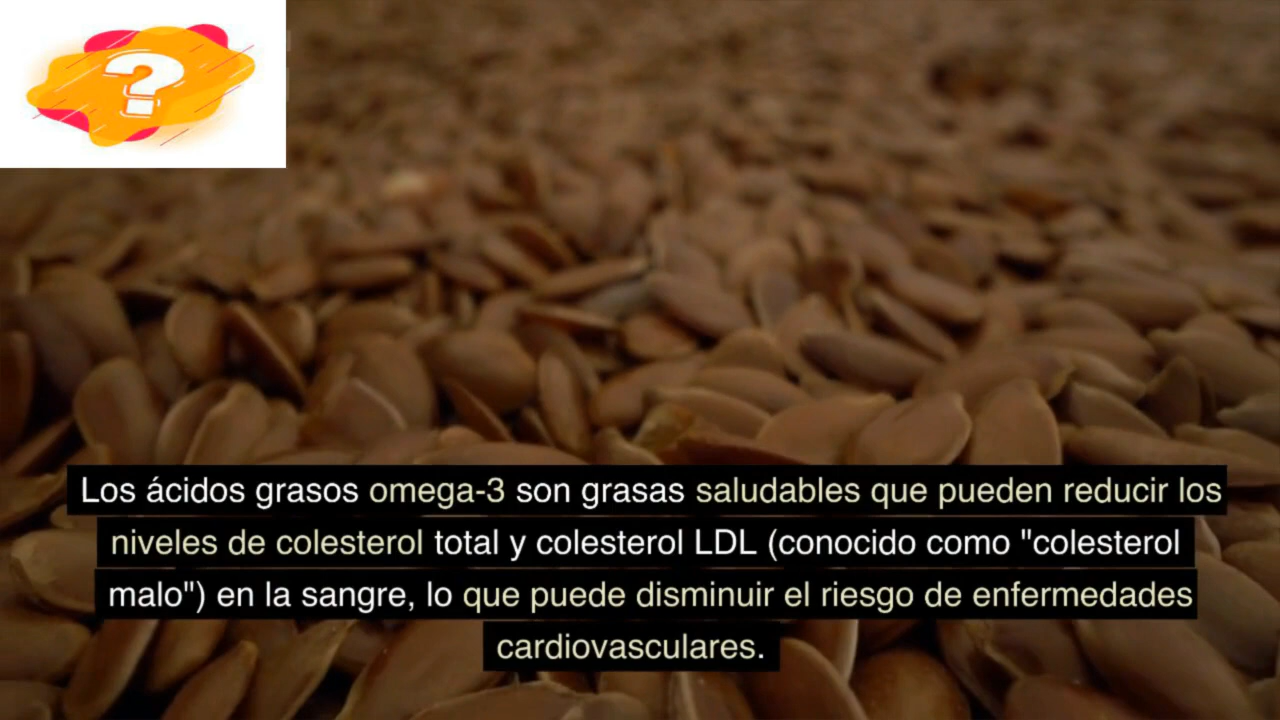 ?
Los ácidos grasos omega-3 son grasas saludables que pueden reducir los
niveles de colesterol total y colesterol LDL (conocido como "colesterol
malo") en la sangre, lo que puede disminuir el riesgo de enfermedades
cardiovasculares.